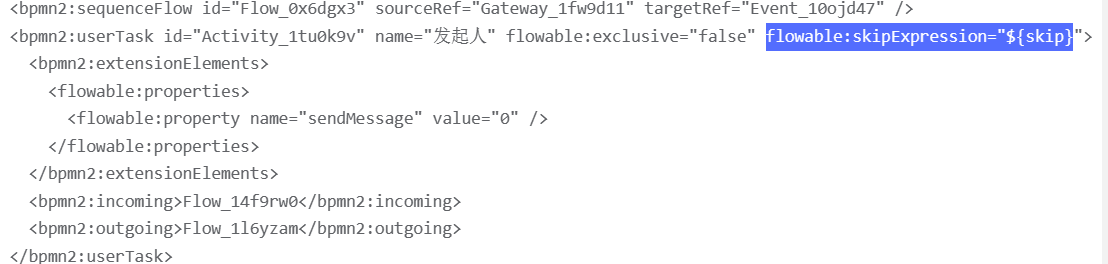 <bpmn2:sequenceFlow id="Flow_0x6dgx3" sourceRef="Gateway_1fw9d11" targetRef="Event_10ojd47" />
<bpmn2:userTask id="Activity_1tu0k9v" name="发起人" flowable:exclusive="false" flowable:skipExpression="${skip}">
<bpmn2:extensionElements>
<flowable:properties>
<flowable:property name="sendMessage" value="0" />
</flowable:properties>
</bpmn2:extensionElements>
<bpmn2:incoming>Flow_14f9rw0</bpmn2:incoming>
<bpmn2:outgoing>Flow_1l6yzam</bpmn2:outgoing>
</bpmn2:userTask>